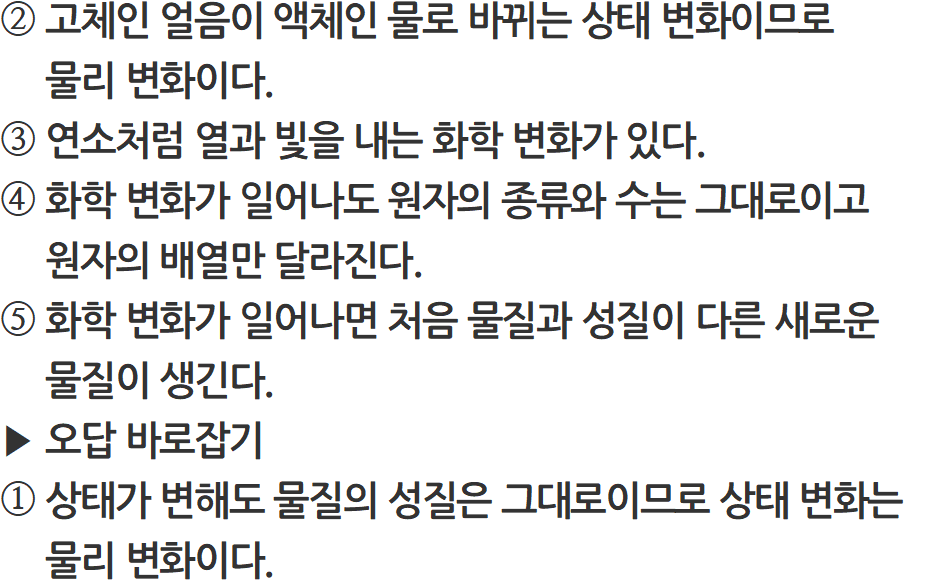 ② 고체인 얼음이 액체인 물로 바뀌는 상태 변화이므로
물리 변화이다.
③ 연소처럼 열과 빛을 내는 화학 변화가 있다.
④ 화학 변화가 일어나도 원자의 종류와 수는 그대로이고
원자의 배열만 달라진다.
⑤ 화학 변화가 일어나면 처음 물질과 성질이 다른 새로운
물질이 생긴다.
▶ 오답 바로잡기
① 상태가 변해도 물질의 성질은 그대로이므로 상태 변화는
물리 변화이다.